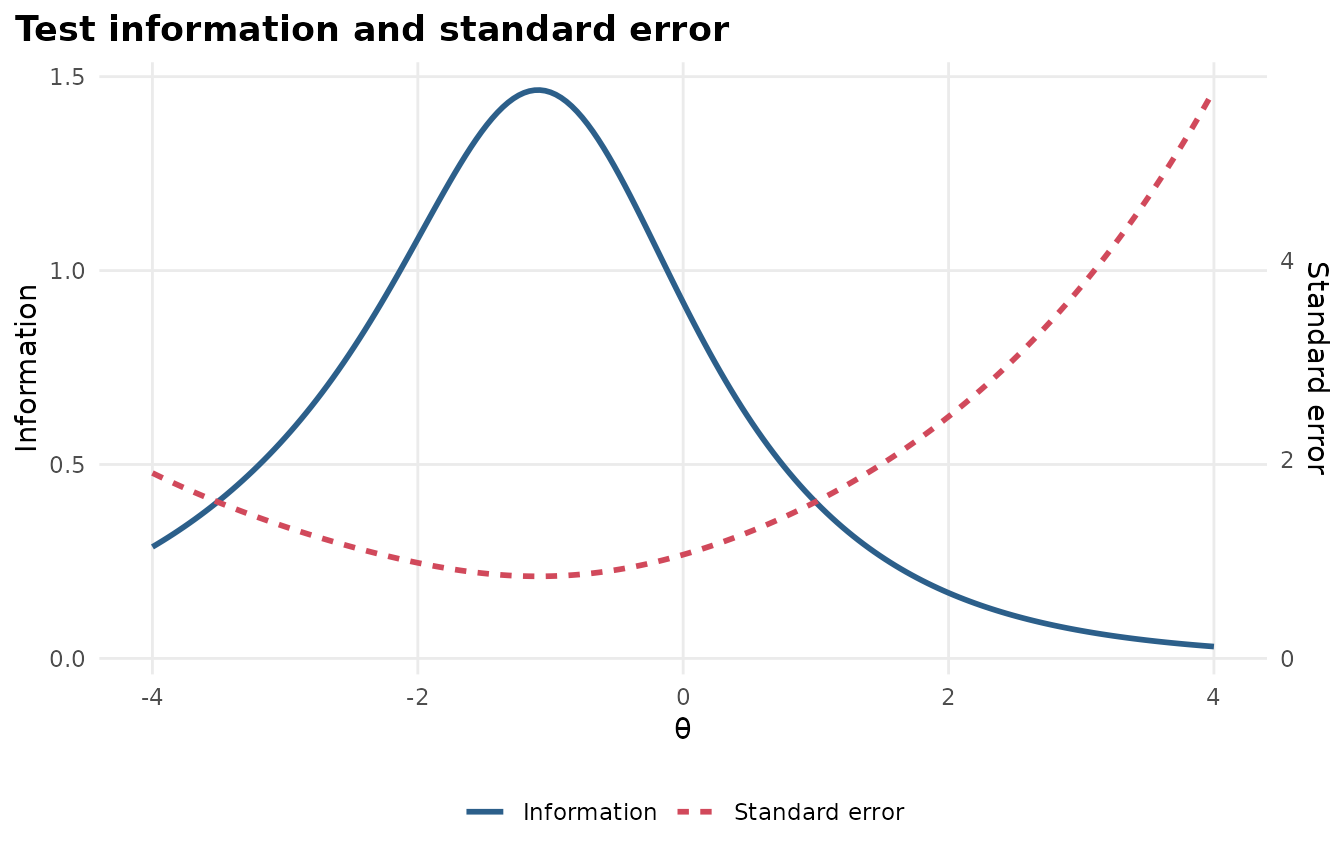 Test information and standard error
1.5
1.0
0.5
0.0
Information
4
2
0
Standard error
-4 -2 0 2 4
θ
Information Standard error